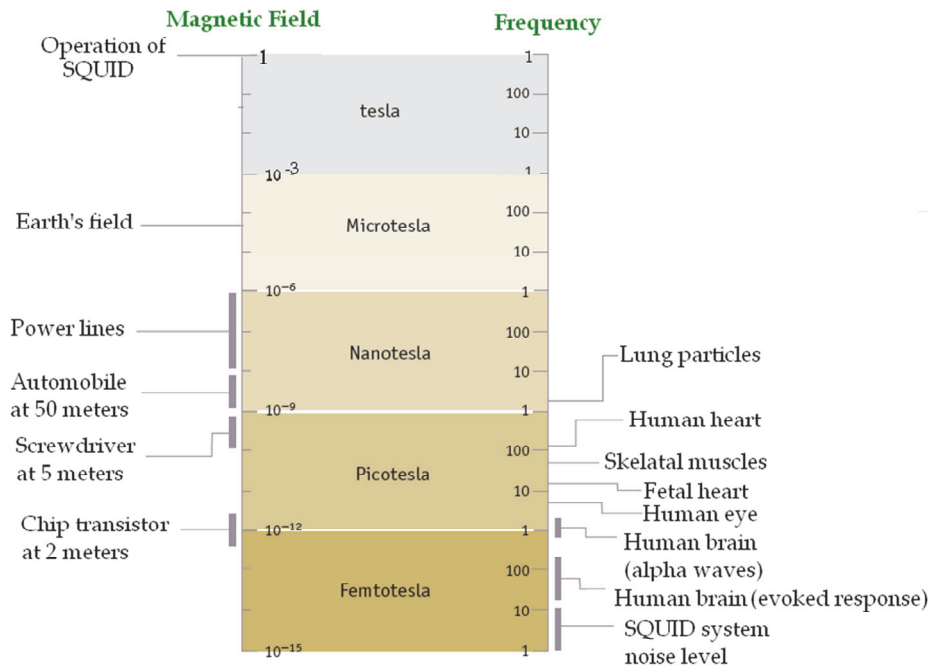 Magnetic Field
Frequency
Operation of
SQUID
1
1
tesla
100
10
10⁻³
1
Earth's field
Microtesla
100
10
10⁻⁶
1
Power lines
Nanotesla
100
10
Lung particles
Automobile
at 50 meters
10⁻⁹
1
Human heart
Screwdriver
at 5 meters
Picotesla
100
Skelatal muscles
10
Fetal heart
Human eye
Chip transistor
at 2 meters
10⁻¹²
1
Human brain
(alpha waves)
Femtotesla
100
Human brain (evoked response)
10
SQUID system
noise level
10⁻¹⁵
1